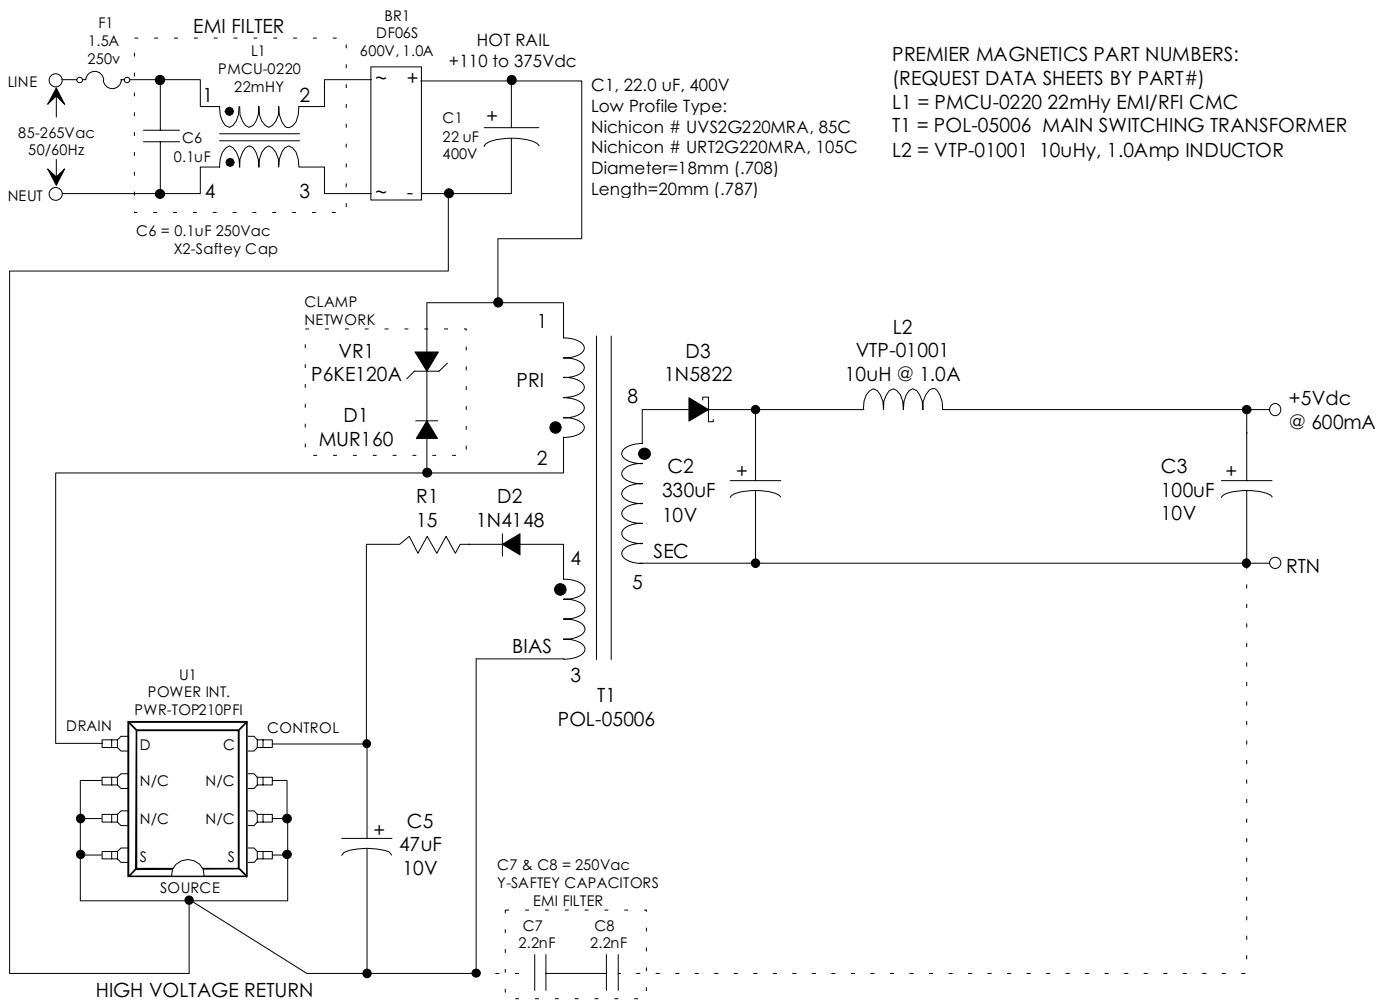 F1
1.5A
250v
EMI FILTER
L1
PMCU-0220
22mHY
BR1
DF06S
600V, 1.0A
HOT RAIL
+110 to 375Vdc
LINE
85-265Vac
50/60Hz
NEUT
C6
0.1uF
1
2
4
3
~
+
~
-
C1
22 uF
400V
+
C6 = 0.1uF 250Vac
X2-Saftey Cap
C1, 22.0 uF, 400V
Low Profile Type:
Nichicon # UVS2G220MRA, 85C
Nichicon # URT2G220MRA, 105C
Diameter=18mm (.708)
Length=20mm (.787)
PREMIER MAGNETICS PART NUMBERS:
(REQUEST DATA SHEETS BY PART#)
L1 = PMCU-0220 22mHy EMI/RFI CMC
T1 = POL-05006 MAIN SWITCHING TRANSFORMER
L2 = VTP-01001 10uHy, 1.0Amp INDUCTOR
CLAMP
NETWORK
VR1
P6KE120A
D1
MUR160
1
PRI
2
R1
15
D2
1N4148
4
BIAS
3
T1
POL-05006
8
SEC
5
D3
1N5822
L2
VTP-01001
10uH @ 1.0A
C2
330uF
10V
+
C3
100uF
10V
+
+5Vdc
@ 600mA
RTN
U1
POWER INT.
PWR-TOP210PFI
DRAIN
CONTROL
D
C
N/C
N/C
N/C
N/C
S
S
SOURCE
C5
47uF
10V
+
C7 & C8 = 250Vac
Y-SAFTEY CAPACITORS
EMI FILTER
C7
2.2nF
C8
2.2nF
HIGH VOLTAGE RETURN